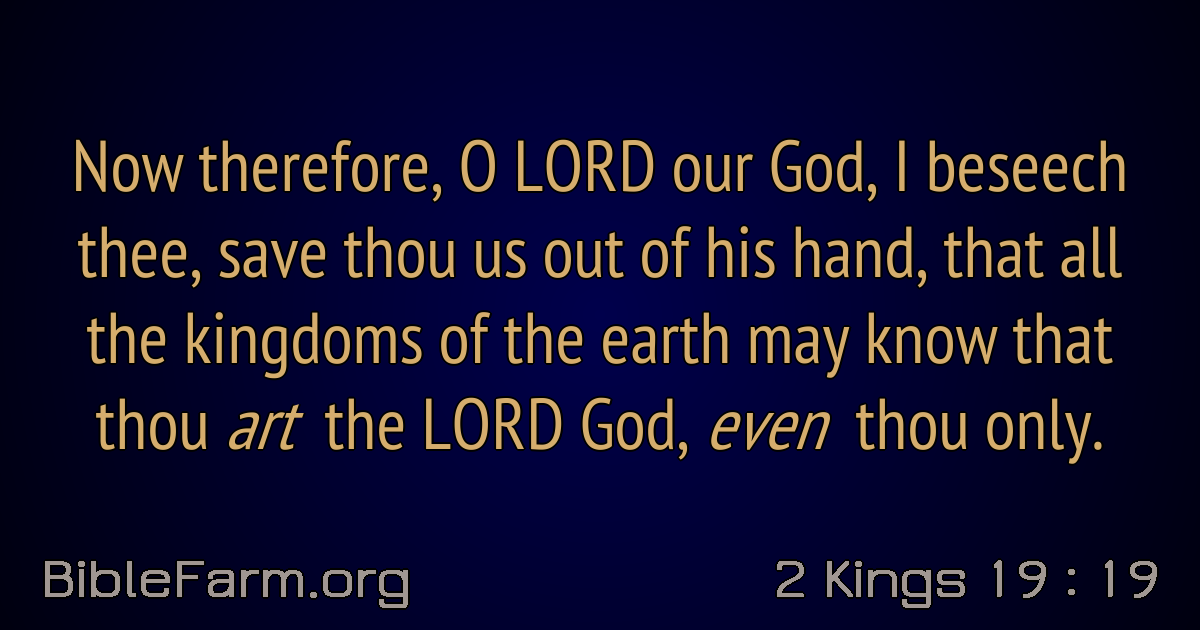 Now therefore, O LORD our God, I beseech
thee, save thou us out of his hand, that all
the kingdoms of the earth may know that
thou art the LORD God, even thou only.
BibleFarm.org
2 Kings 19 : 19